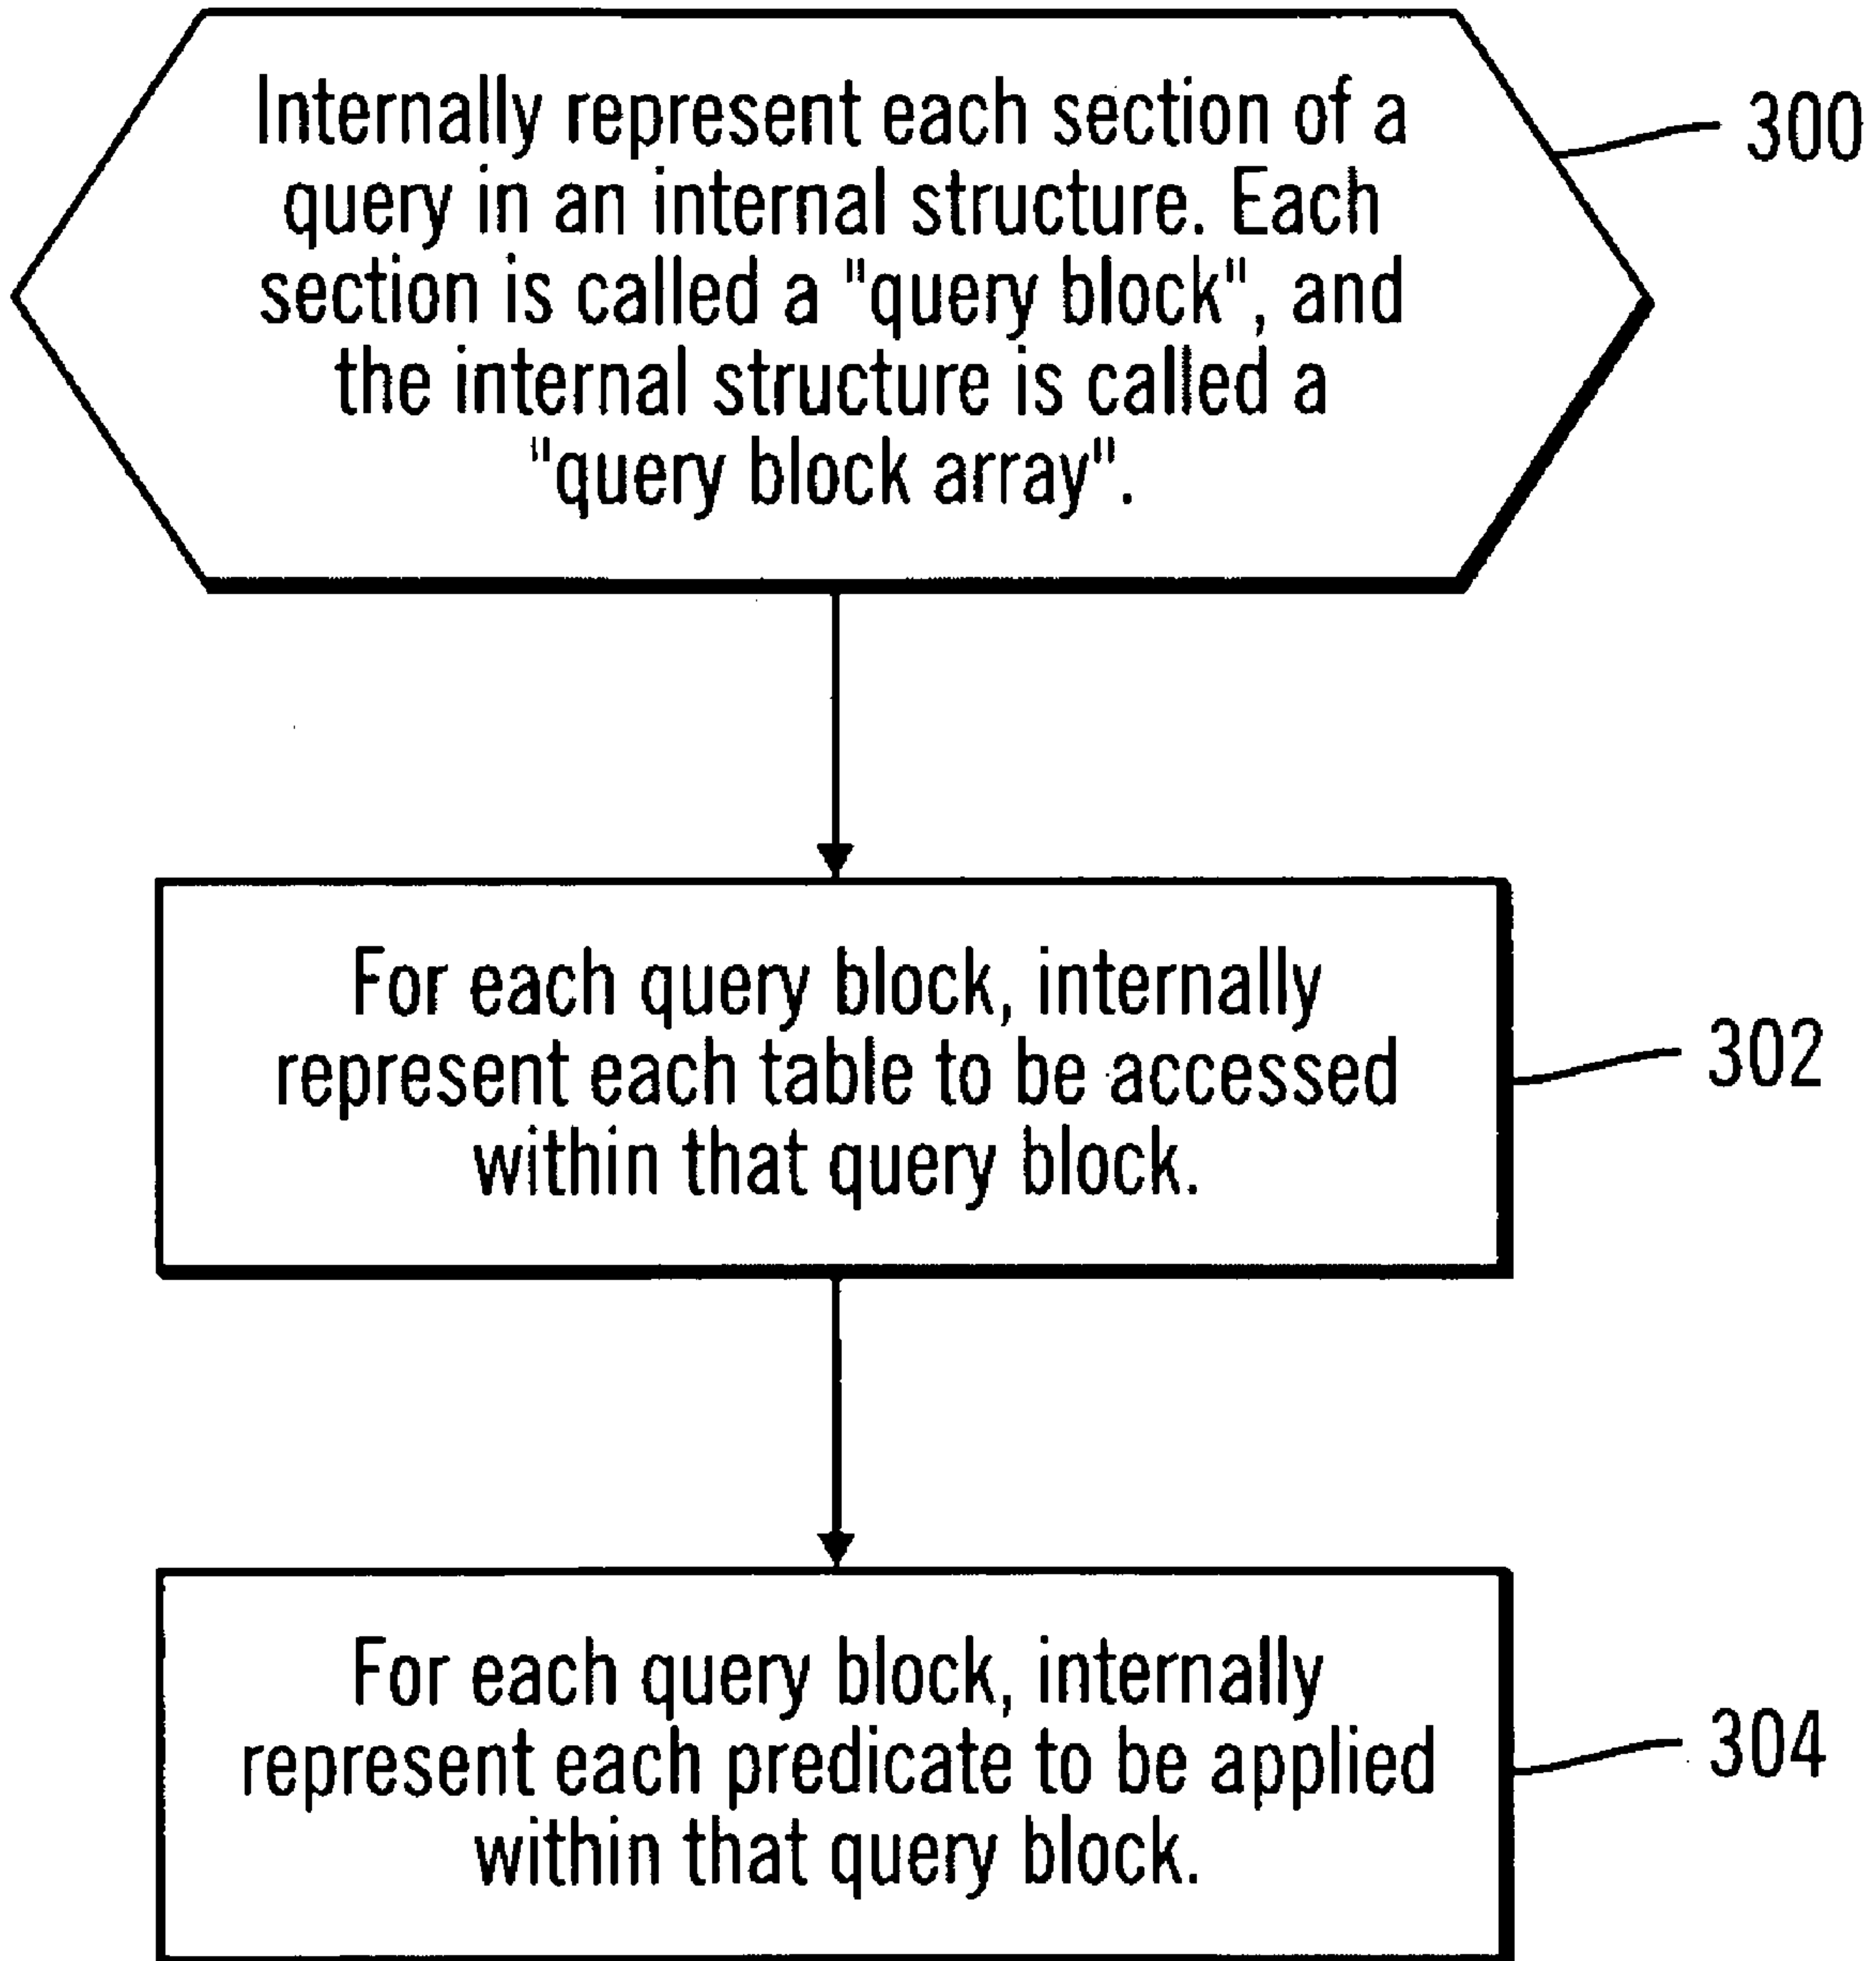 Internally represent each section of a
query in an internal structure. Each
section is called a "query block", and
the internal structure is called a
"query block array".
300
For each query block, internally
represent each table to be accessed
within that query block.
302
For each query block, internally
represent each predicate to be applied
within that query block.
304